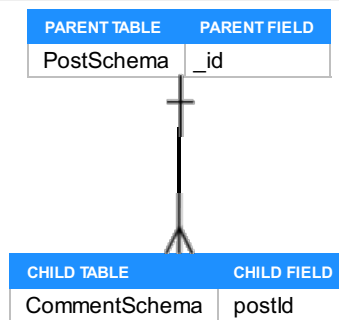 PARENT TABLE PARENT FIELD
PostSchema _id
CHILD TABLE CHILD FIELD
CommentSchema postId